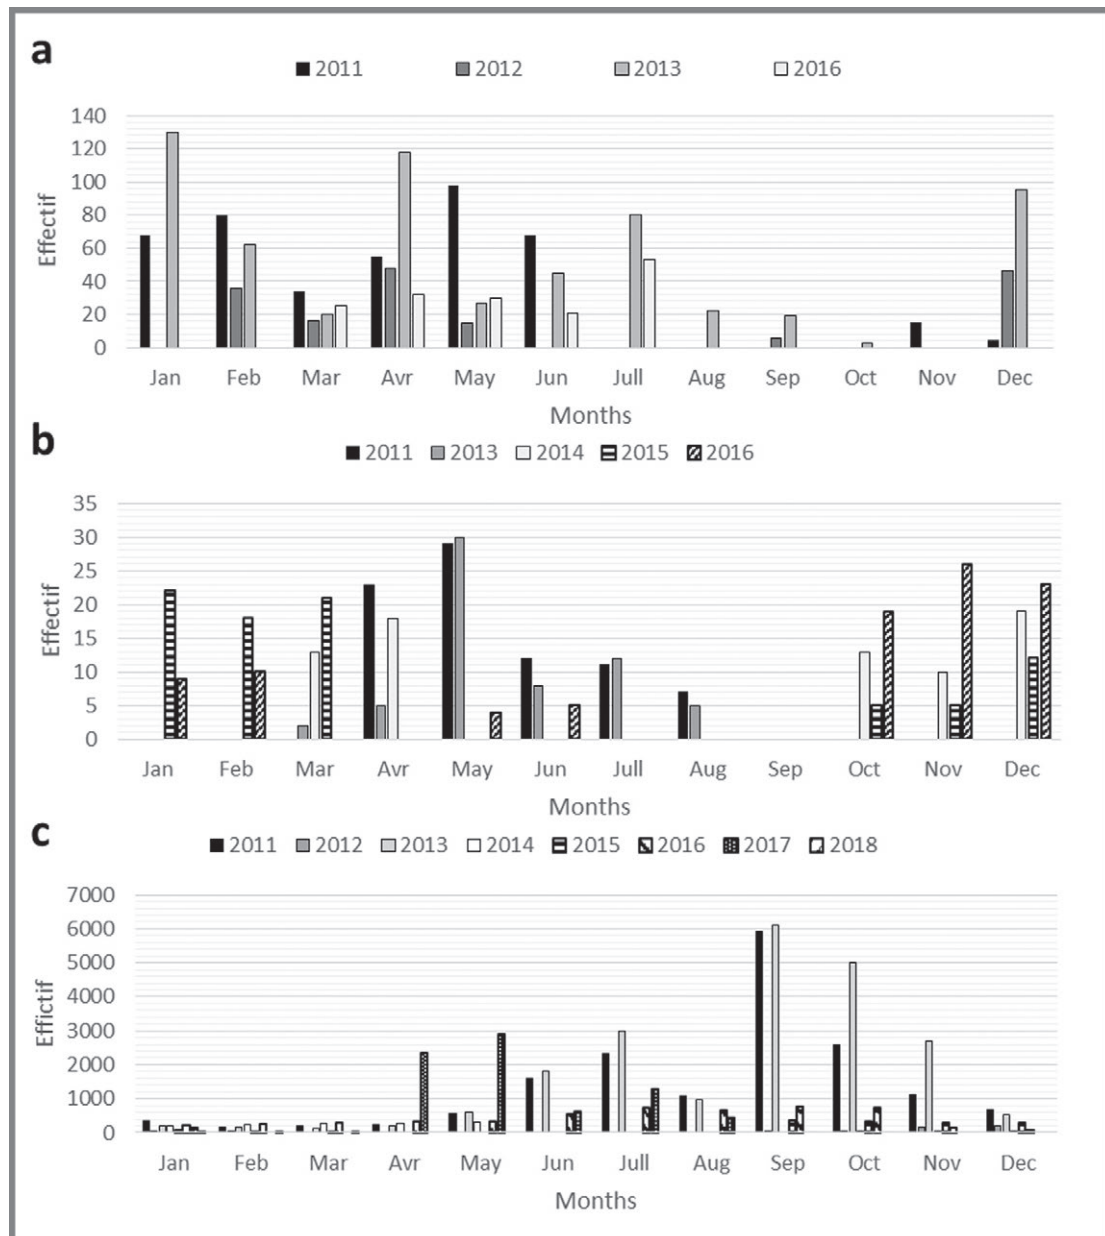 a
2011 2012 2013 2016
140
120
100
80
60
40
20
0
Effectif
Jan Feb Mar Avr May Jun Jull Aug Sep Oct Nov Dec
Months
b
2011 2013 2014 2015 2016
35
30
25
20
15
10
5
0
Effectif
Jan Feb Mar Avr May Jun Jull Aug Sep Oct Nov Dec
Months
c
2011 2012 2013 2014 2015 2016 2017 2018
7000
6000
5000
4000
3000
2000
1000
0
Effictif
Jan Feb Mar Avr May Jun Jull Aug Sep Oct Nov Dec
Months